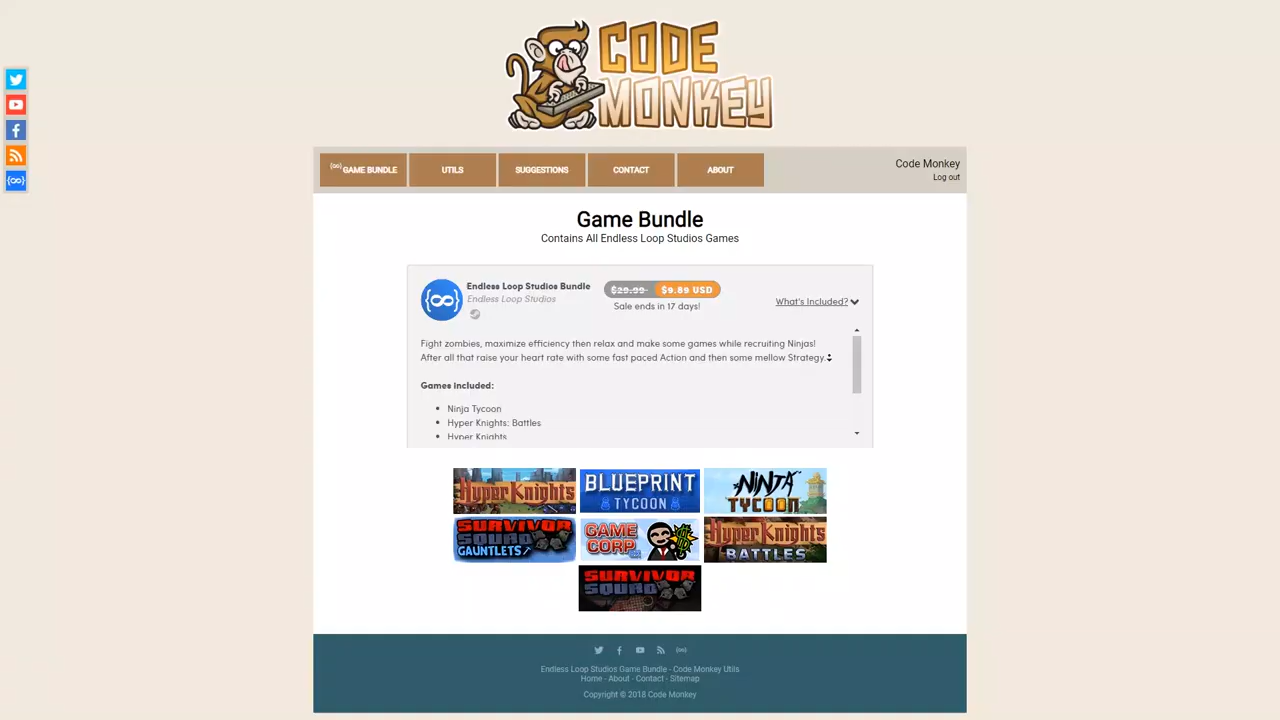 CODE
MONKEY
GAME BUNDLE
UTILS
SUGGESTIONS
CONTACT
ABOUT
Code Monkey
Log out
Game Bundle
Contains All Endless Loop Studios Games
Endless Loop Studios Bundle
Endless Loop Studios
$29.99
$9.89 USD
Sale ends in 17 days!
What's Included?
Fight zombies, maximize efficiency then relax and make some games while recruiting Ninjas!
After all that raise your heart rate with some fast paced Action and then some mellow Strategy.
Games included:
• Ninja Tycoon
• Hyper Knights: Battles
• Hyper Knights
Hyper Knights
BLUEPRINT
TYCOON
NINJA
TYCOON
SURVIVOR
SQUAD
GAUNTLETS
GAME
CORP
Hyper Knights
BATTLES
SURVIVOR
SQUAD
Endless Loop Studios Game Bundle - Code Monkey Utils
Home - About - Contact - Sitemap
Copyright © 2018 Code Monkey